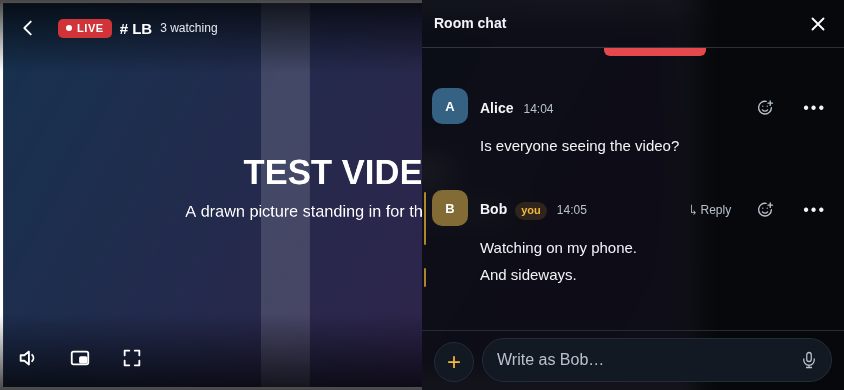 LIVE # LB 3 watching
TEST VIDE
A drawn picture standing in for th
Room chat
A Alice 14:04
Is everyone seeing the video?
B Bob you 14:05 ↳ Reply
Watching on my phone.
And sideways.
Write as Bob…